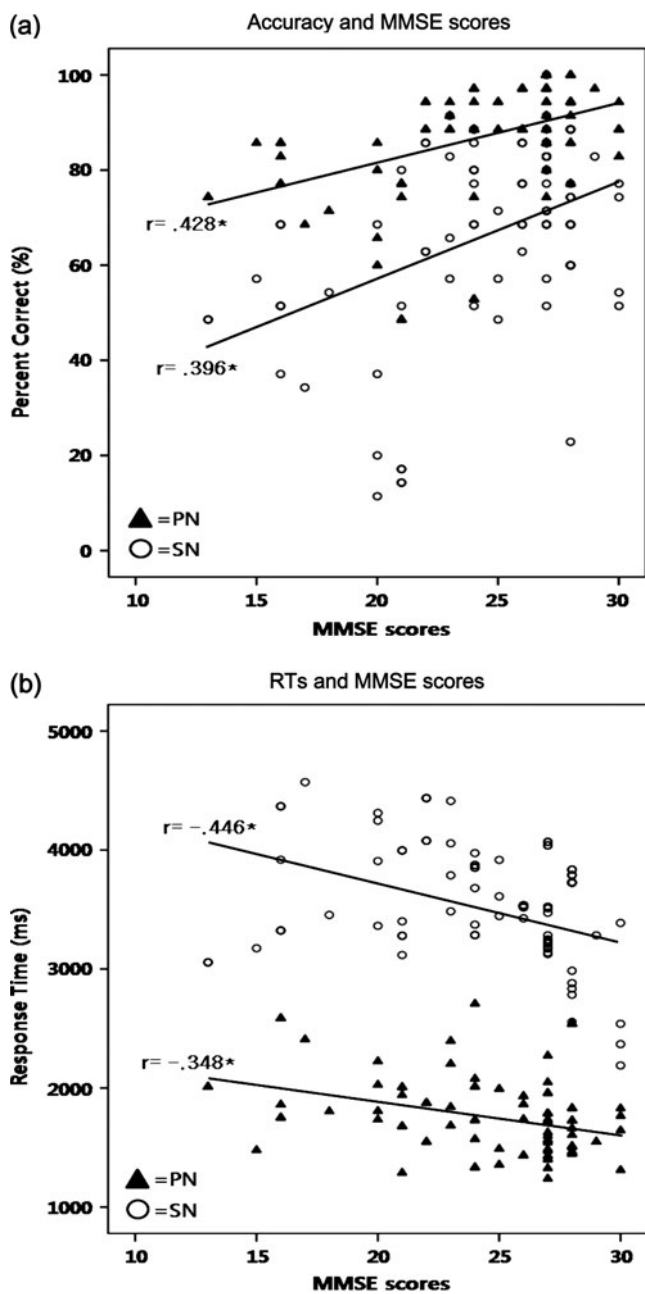 (a)
Accuracy and MMSE scores
100
80
60
40
20
0
Percent Correct (%)
r= .428*
r= .396*
▲=PN
○=SN
10 15 20 25 30
MMSE scores
(b)
RTs and MMSE scores
5000
4000
3000
2000
1000
Response Time (ms)
r= -.446*
r= -.348*
▲=PN
○=SN
10 15 20 25 30
MMSE scores